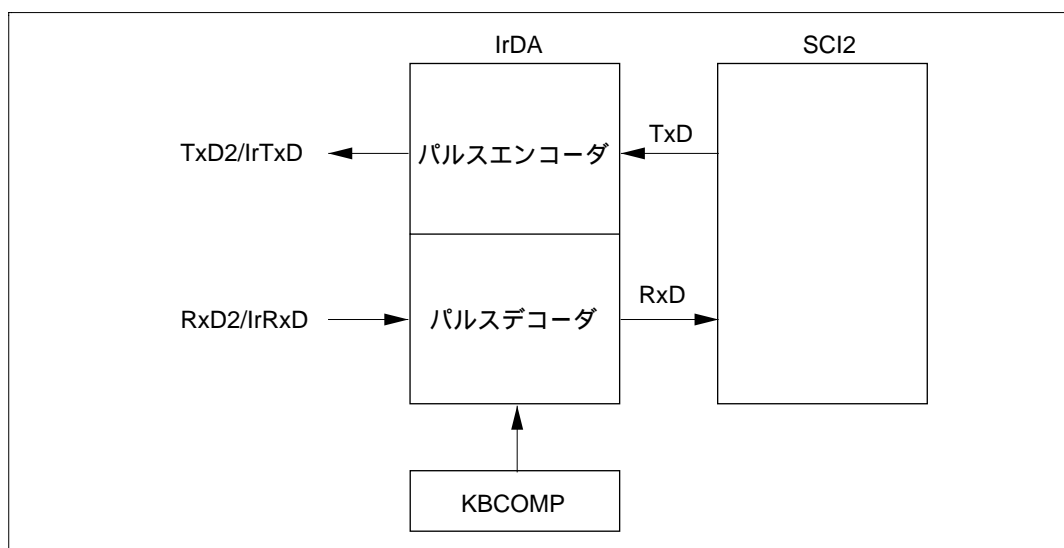 IrDA
SCI2
TxD2/IrTxD
パルスエンコーダ
TxD
RxD2/IrRxD
パルスデコーダ
RxD
KBCOMP